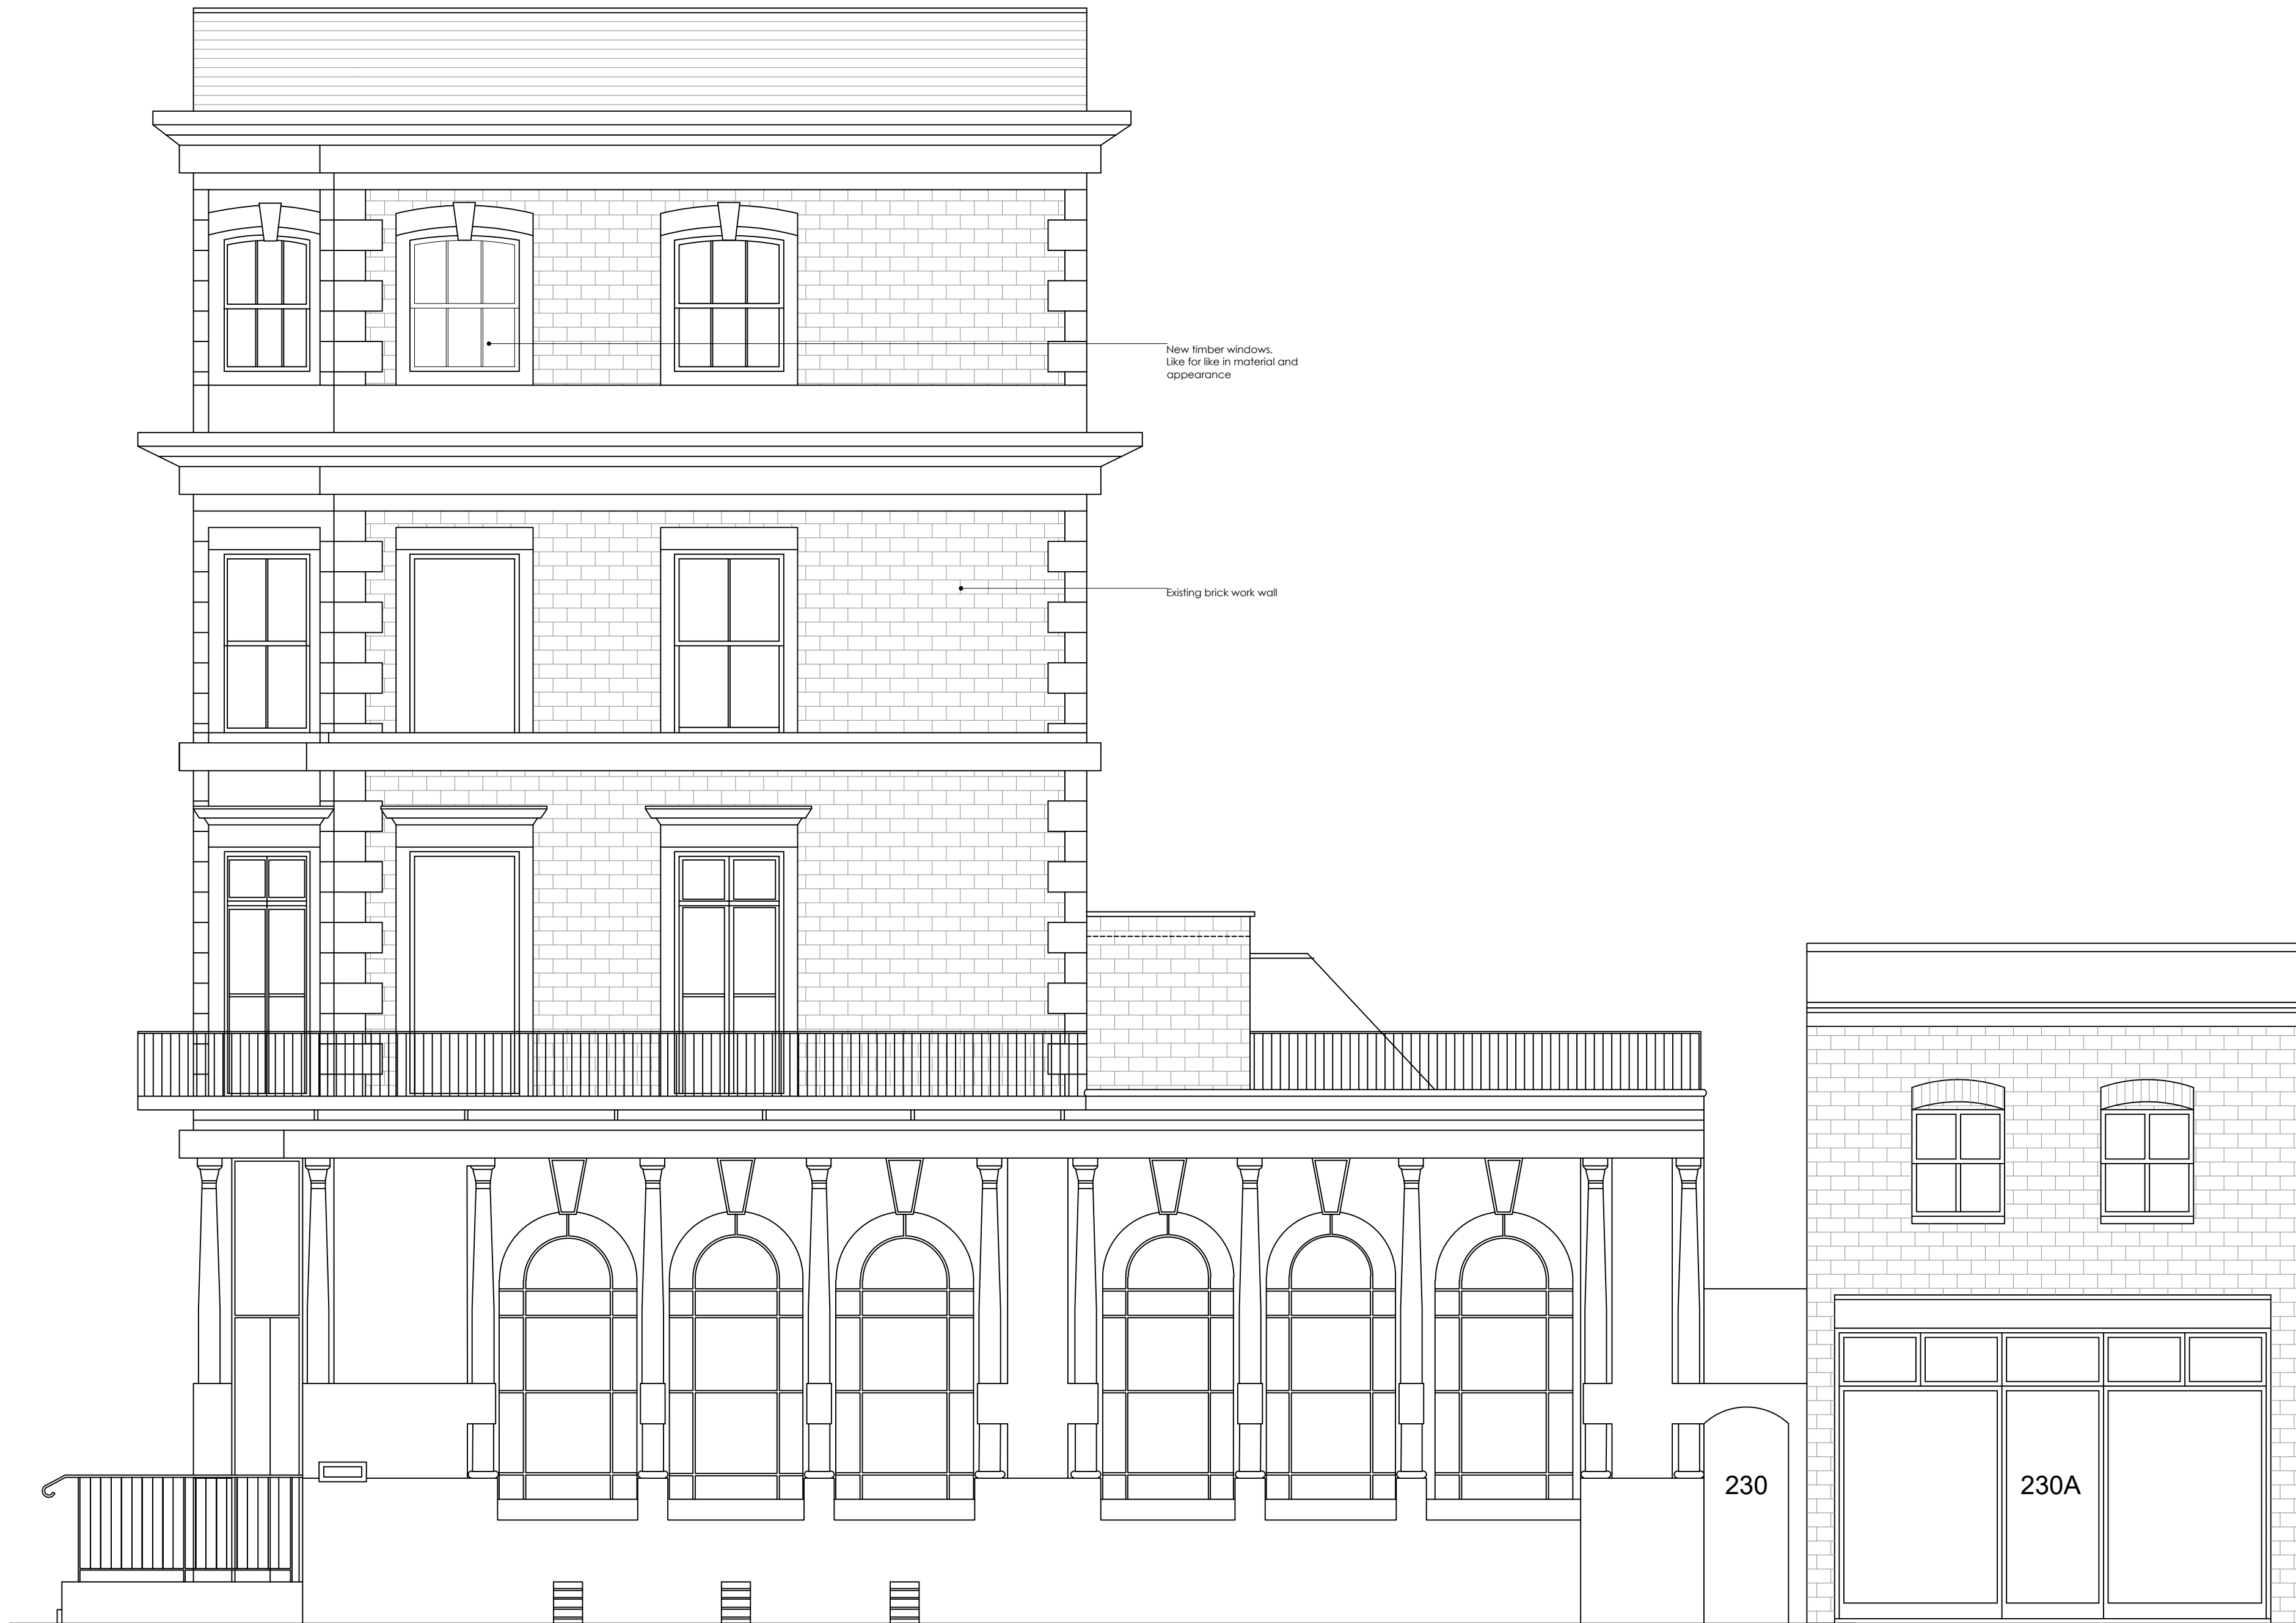 New timber windows.
Like for like in material and
appearance
Existing brick work wall
230
230A